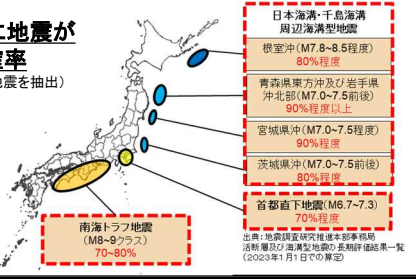 地震が
確率
地震を抽出）
日本海溝・千島海溝
周辺海溝型地震
根室沖（M7.8~8.5程度）
80%程度
青森県東方沖及び岩手県
沖北部（M7.0~7.5前後）
90%程度以上
宮城県沖（M7.0~7.5程度）
90%程度
茨城県沖（M7.0~7.5前後）
80%程度
首都直下地震（M6.7~7.3）
70%程度
南海トラフ地震
（M8~9クラス）
70~80%
出典：地震調査研究推進本部事務局
活断層及び海溝型地震の長期評価結果一覧
（2023年1月1日での算定）